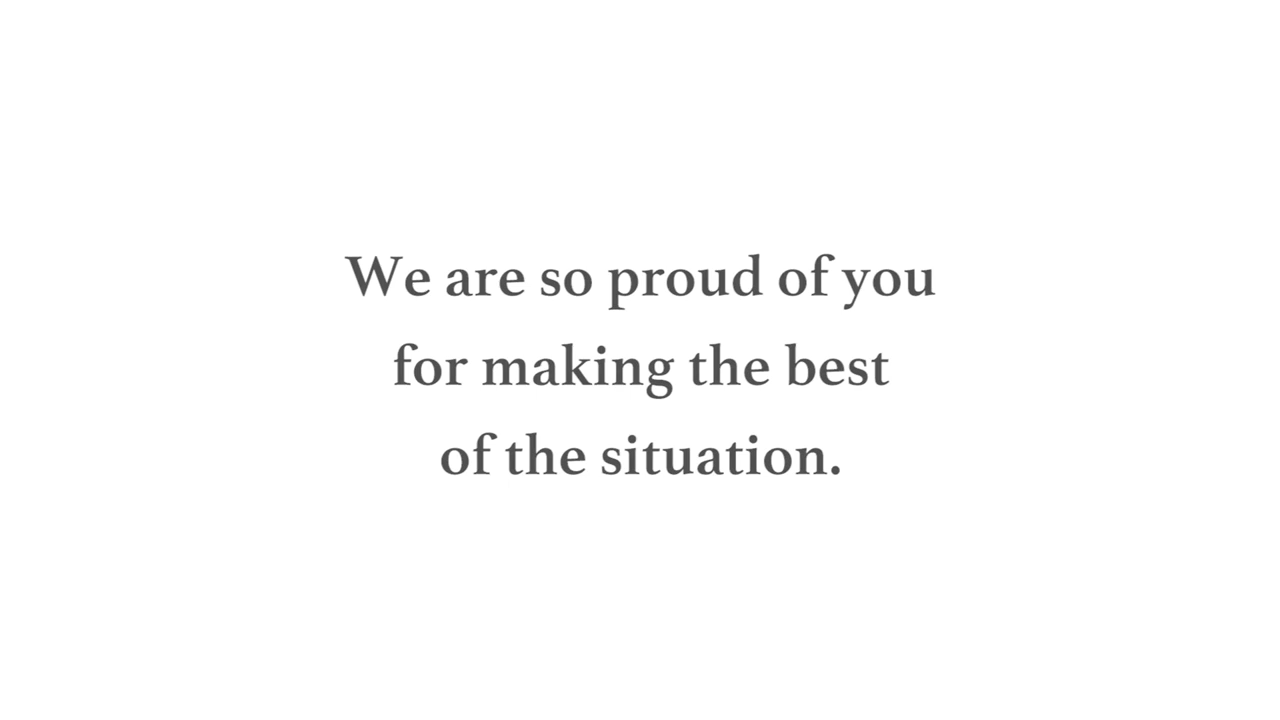 We are so proud of you
for making the best
of the situation.